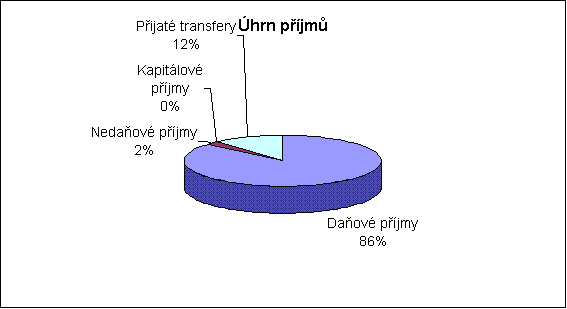 Úhrn příjmů
Přijaté transfery
12%
Kapitálové
příjmy
0%
Nedaňové příjmy
2%
Daňové příjmy
86%